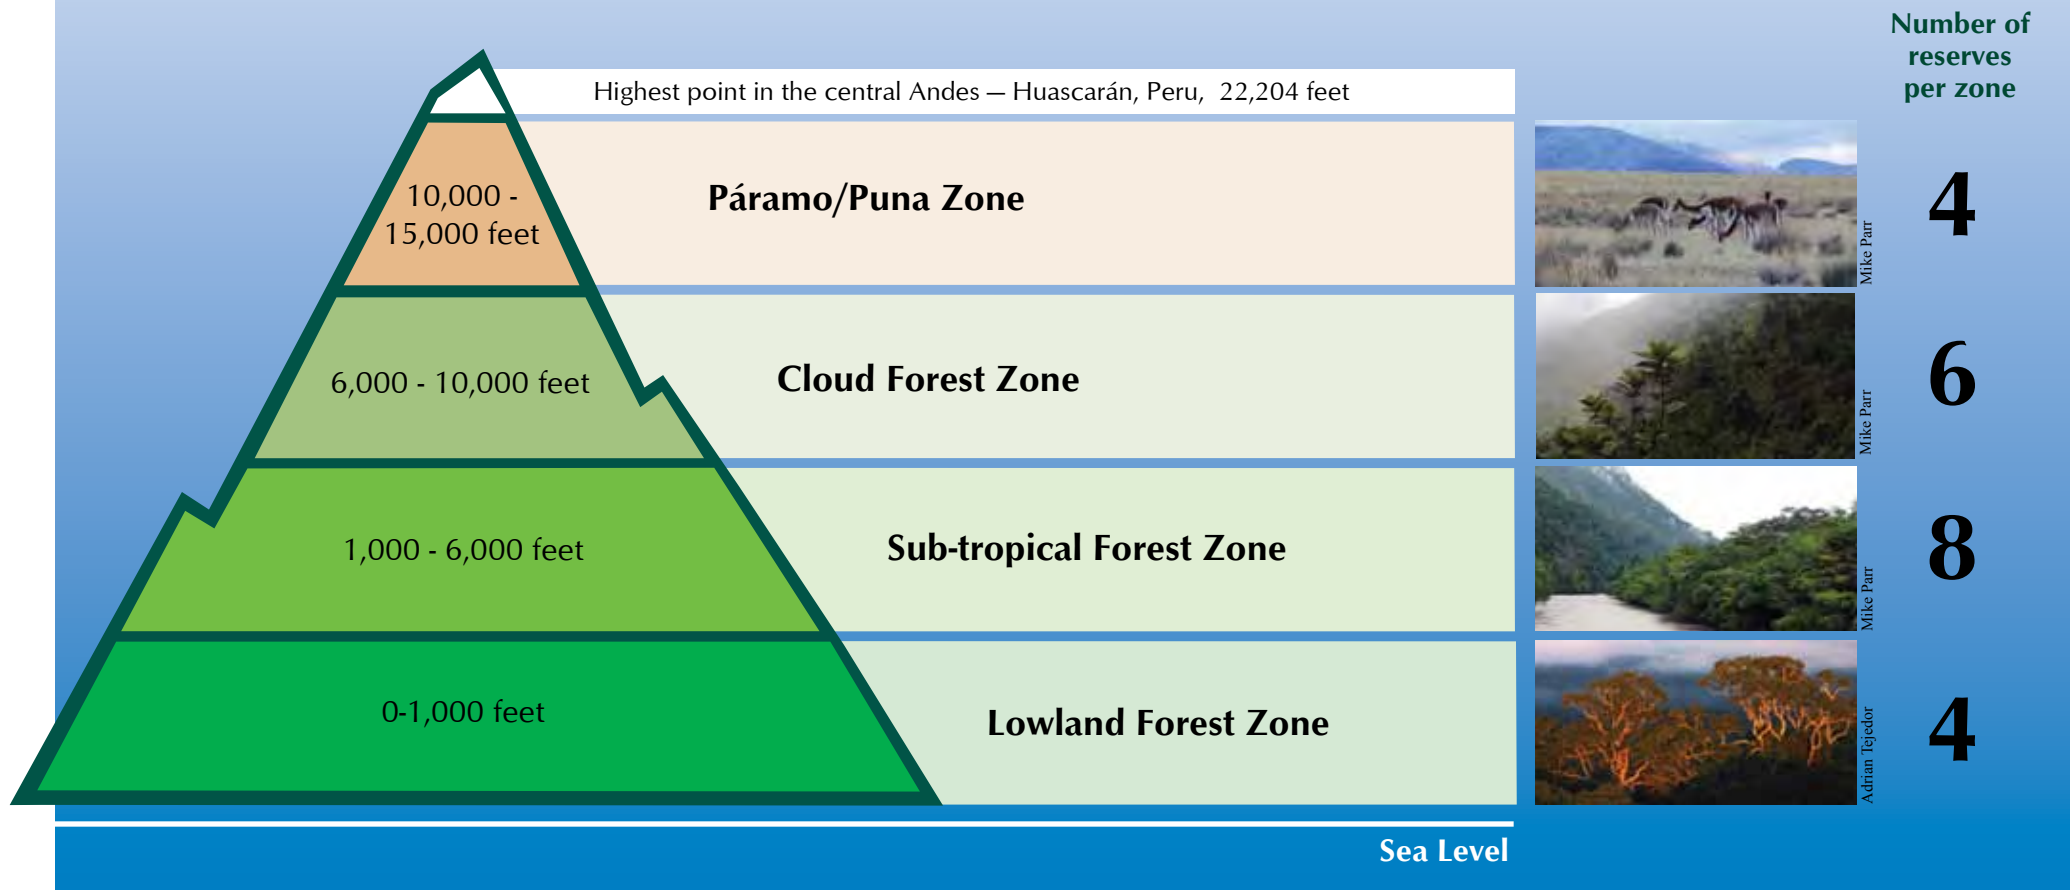 Number of
reserves
per zone
Highest point in the central Andes — Huascarán, Peru, 22,204 feet
10,000 -
15,000 feet
Páramo/Puna Zone
Mike Parr
4
6,000 - 10,000 feet
Cloud Forest Zone
Mike Parr
6
1,000 - 6,000 feet
Sub-tropical Forest Zone
Mike Parr
8
0-1,000 feet
Lowland Forest Zone
Adrian Tejedor
4
Sea Level